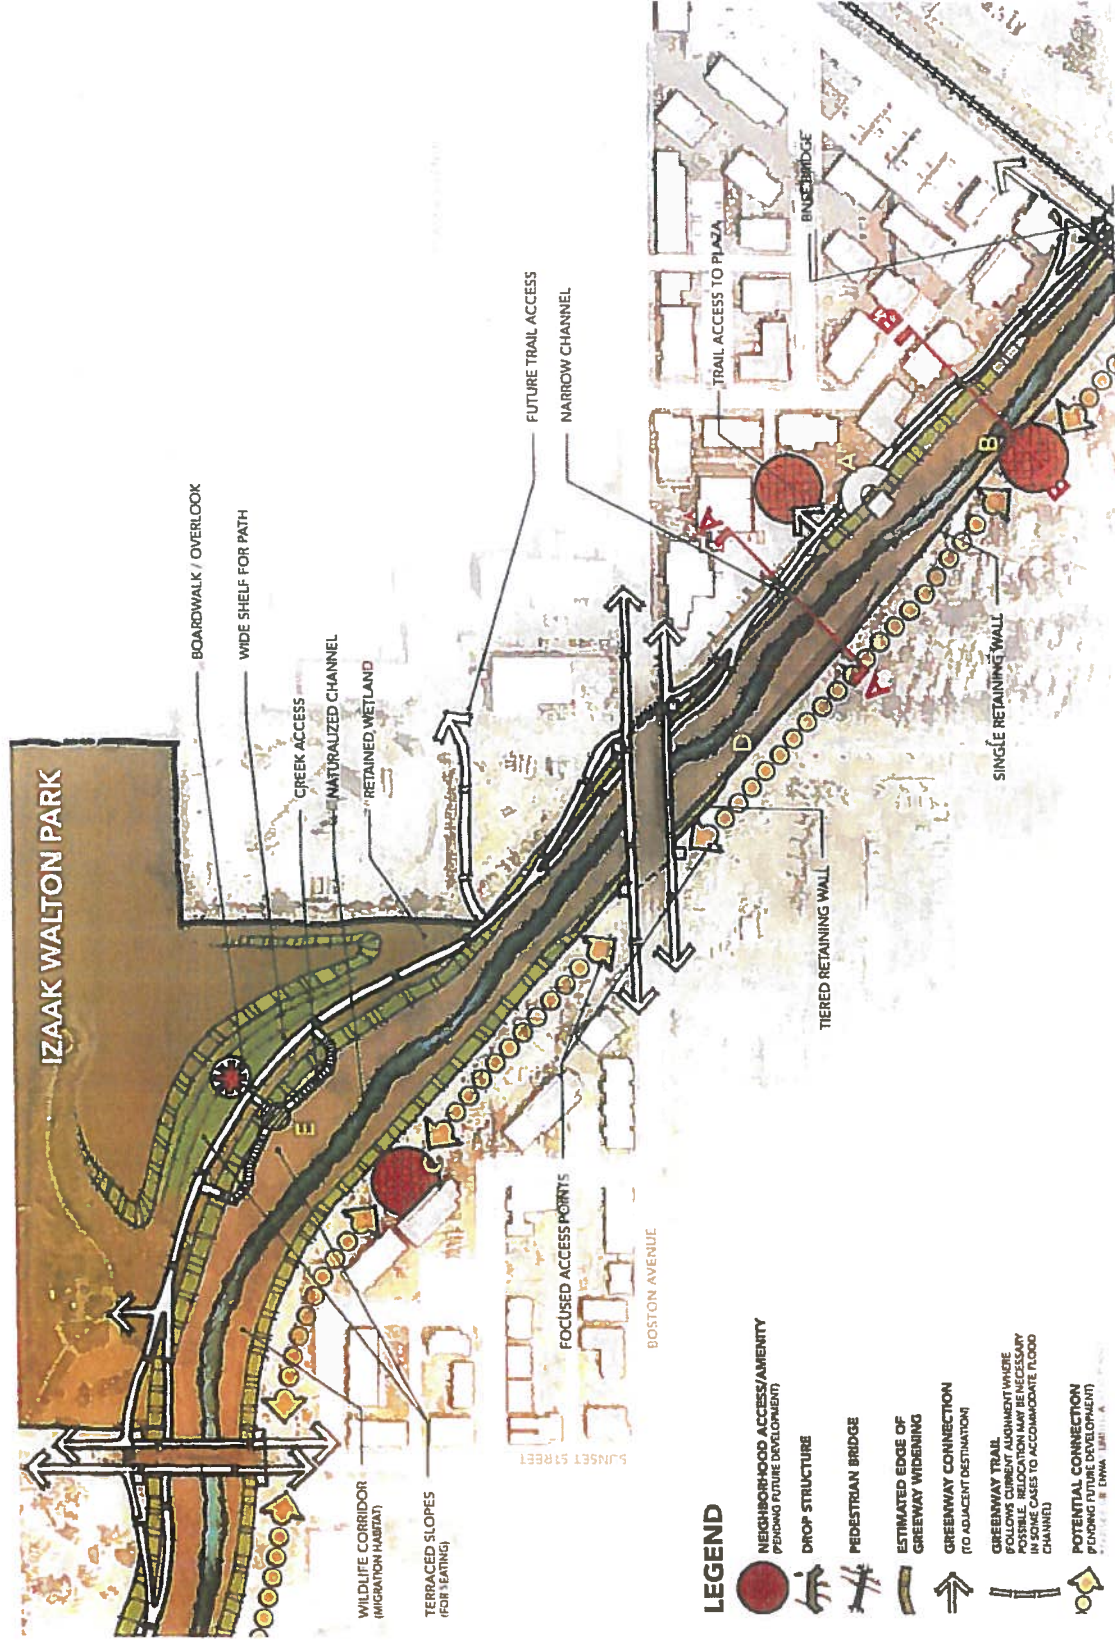 IZAAK WALTON PARK
BOARDWALK / OVERLOOK
WIDE SHELF FOR PATH
CREEK ACCESS
NATURALIZED CHANNEL
RETAINED WETLAND
FUTURE TRAIL ACCESS
NARROW CHANNEL
TRAIL ACCESS TO PLAZA
BNSF BRIDGE
A'
A
B'
B
A
B
C
D
E
SINGLE RETAINING WALL
TIERED RETAINING WALL
FOCUSED ACCESS POINTS
BOSTON AVENUE
SUNSET STREET
WILDLIFE CORRIDOR
(MIGRATION HABITAT)
TERRACED SLOPES
(FOR SEATING)
LEGEND
NEIGHBORHOOD ACCESS/AMENITY
(PENDING FUTURE DEVELOPMENT)
DROP STRUCTURE
PEDESTRIAN BRIDGE
ESTIMATED EDGE OF
GREEWAY WIDENING
GREENWAY CONNECTION
(TO ADJACENT DESTINATION)
GREENWAY TRAIL
(FOLLOWS CURRENT ALIGNMENT WHERE
POSSIBLE. RELOCATION MAY BE NECESSARY
IN SOME CASES TO ACCOMMODATE FLOOD
CHANNEL)
POTENTIAL CONNECTION
(PENDING FUTURE DEVELOPMENT)